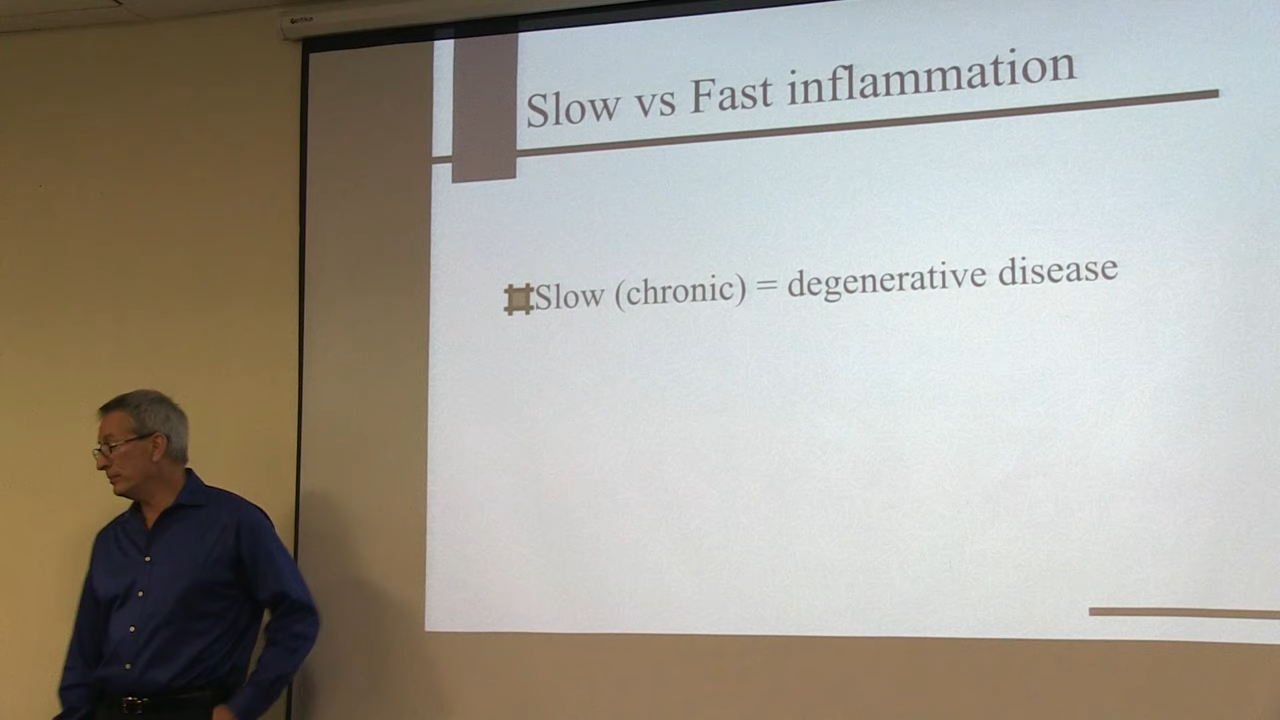 Slow vs Fast inflammation
Slow (chronic) = degenerative disease